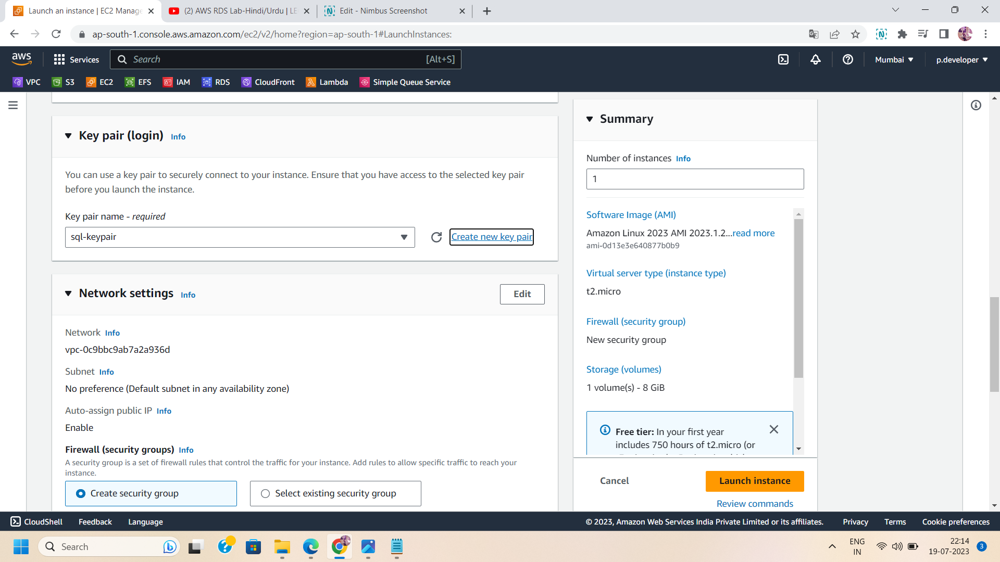 Launch an instance | EC2 Manage
(2) AWS RDS Lab-Hindi/Urdu | LE
Edit - Nimbus Screenshot
ap-south-1.console.aws.amazon.com/ec2/v2/home?region=ap-south-1#LaunchInstances:
aws
Services
Search
[Alt+S]
Mumbai
p.developer
VPC
S3
EC2
EFS
IAM
RDS
CloudFront
Lambda
Simple Queue Service
Key pair (login) Info
You can use a key pair to securely connect to your instance. Ensure that you have access to the selected key pair
before you launch the instance.
Key pair name - required
sql-keypair
Create new key pair
Network settings Info
Edit
Network Info
vpc-0c9bbc9ab7a2a936d
Subnet Info
No preference (Default subnet in any availability zone)
Auto-assign public IP Info
Enable
Firewall (security groups) Info
A security group is a set of firewall rules that control the traffic for your instance. Add rules to allow specific traffic to reach your
instance.
Create security group
Select existing security group
Summary
Number of instances Info
1
Software Image (AMI)
Amazon Linux 2023 AMI 2023.1.2...read more
ami-0d13e3e640877b0b9
Virtual server type (instance type)
t2.micro
Firewall (security group)
New security group
Storage (volumes)
1 volume(s) - 8 GiB
Free tier: In your first year
includes 750 hours of t2.micro (or
Cancel
Launch instance
Review commands
CloudShell
Feedback
Language
© 2023, Amazon Web Services India Private Limited or its affiliates.
Privacy
Terms
Cookie preferences
Search
ENG
IN
22:14
19-07-2023
3